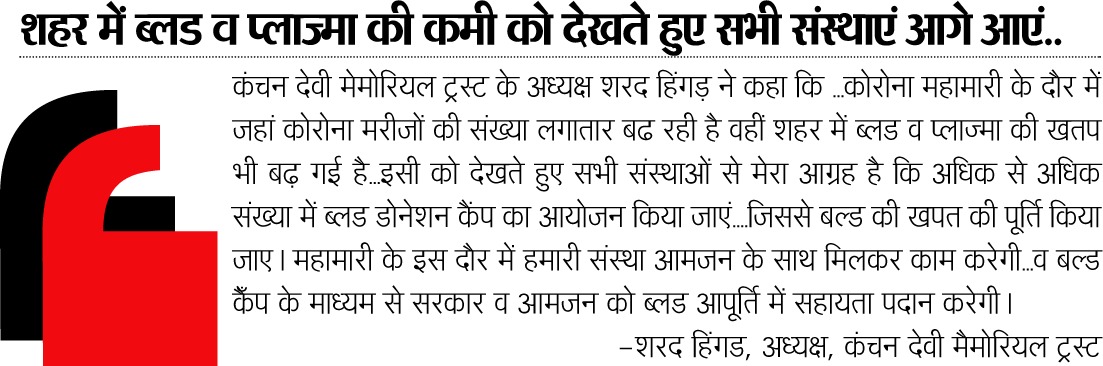 शहर में ब्लड व प्लाज्मा की कमी को देखते हुए सभी संस्थाएं आगे आएं..
कंचन देवी मेमोरियल ट्रस्ट के अध्यक्ष शरद हिंगड़ ने कहा कि ...कोरोना महामारी के दौर में
जहां कोरोना मरीजों की संख्या लगातार बढ रही है वहीं शहर में ब्लड व प्लाज्मा की खतप
भी बढ़ गई है...इसी को देखते हुए सभी संस्थाओं से मेरा आग्रह है कि अधिक से अधिक
संख्या में ब्लड डोनेशन कैंप का आयोजन किया जाएं....जिससे बल्ड की खपत की पूर्ति किया
जाए। महामारी के इस दौर में हमारी संस्था आमजन के साथ मिलकर काम करेगी...व बल्ड
कैंप के माध्यम से सरकार व आमजन को ब्लड आपूर्ति में सहायता पदान करेगी।
-शरद हिंगड, अध्यक्ष, कंचन देवी मैमोरियल ट्रस्ट